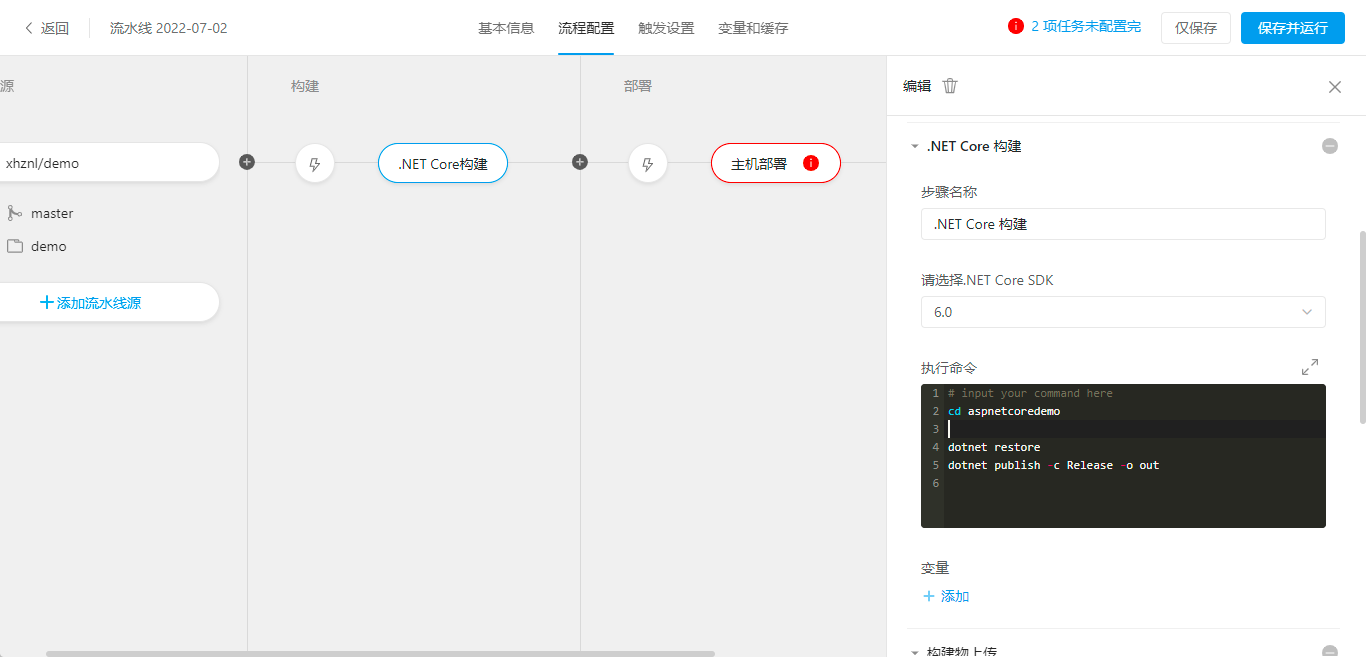 返回
流水线 2022-07-02
基本信息
流程配置
触发设置
变量和缓存
2 项任务未配置完
仅保存
保存并运行
源
构建
部署
xhznl/demo
.NET Core构建
主机部署
master
demo
添加流水线源
编辑
.NET Core 构建
步骤名称
.NET Core 构建
请选择.NET Core SDK
6.0
执行命令
1 # input your command here
2 cd aspnetcoredemo
3
4 dotnet restore
5 dotnet publish -c Release -o out
6
变量
+ 添加
构建物上传